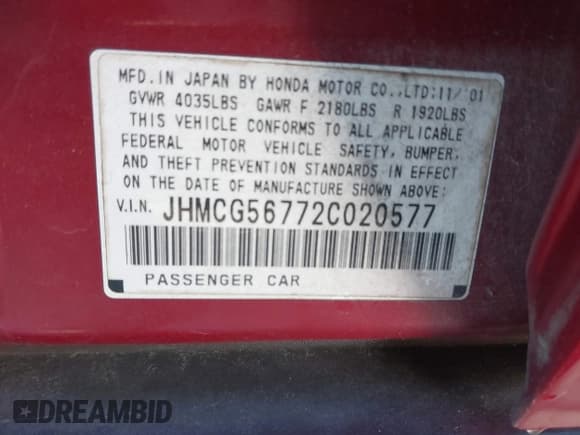 MFD. IN JAPAN BY HONDA MOTOR CO.,LTD:11/'01
GVWR 4035LBS GAWR F 2180LBS R 1920LBS
THIS VEHICLE CONFORMS TO ALL APPLICABLE
FEDERAL MOTOR VEHICLE SAFETY, BUMPER,
AND THEFT PREVENTION STANDARDS IN EFFECT
ON THE DATE OF MANUFACTURE SHOWN ABOVE:
V.I.N. JHMCG56772C020577
PASSENGER CAR
DREAMBID